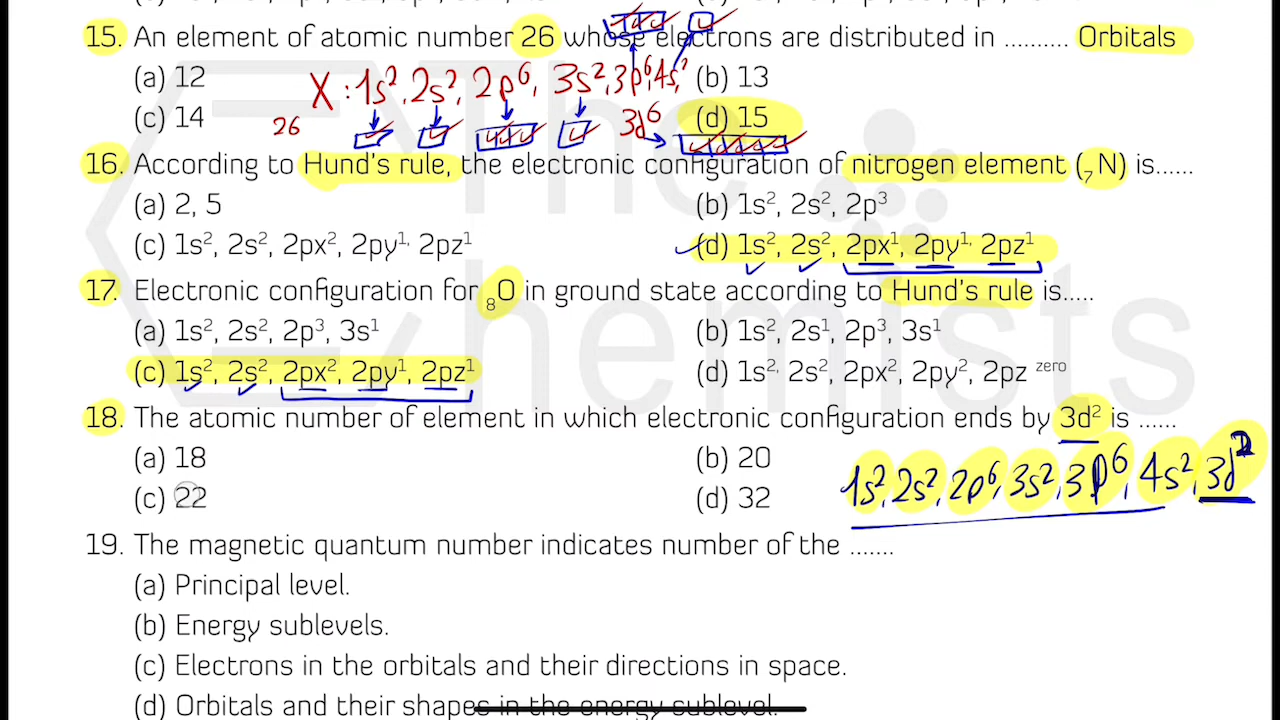 15. An element of atomic number 26 whose electrons are distributed in .......... Orbitals
(a) 12
(b) 13
X : 1s², 2s², 2p⁶, 3s², 3p⁶, 4s²,
26
3d⁶
(c) 14
(d) 15
16. According to Hund's rule, the electronic configuration of nitrogen element (₇N) is......
(a) 2, 5
(b) 1s², 2s², 2p³
(c) 1s², 2s², 2px², 2py¹, 2pz¹
(d) 1s², 2s², 2px¹, 2py¹, 2pz¹
17. Electronic configuration for ₈O in ground state according to Hund's rule is.....
(a) 1s², 2s², 2p³, 3s¹
(b) 1s², 2s¹, 2p³, 3s¹
(c) 1s², 2s², 2px², 2py¹, 2pz¹
(d) 1s², 2s², 2px², 2py², 2pz zero
18. The atomic number of element in which electronic configuration ends by 3d² is ......
(a) 18
(b) 20
1s², 2s², 2p⁶, 3s², 3p⁶, 4s², 3d²
(c) 22
(d) 32
19. The magnetic quantum number indicates number of the .......
(a) Principal level.
(b) Energy sublevels.
(c) Electrons in the orbitals and their directions in space.
(d) Orbitals and their shapes in the energy sublevel.
The
Chemists